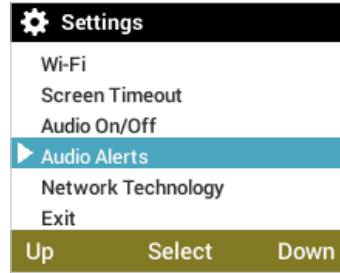 Settings
Wi-Fi
Screen Timeout
Audio On/Off
Audio Alerts
Network Technology
Exit
Up Select Down